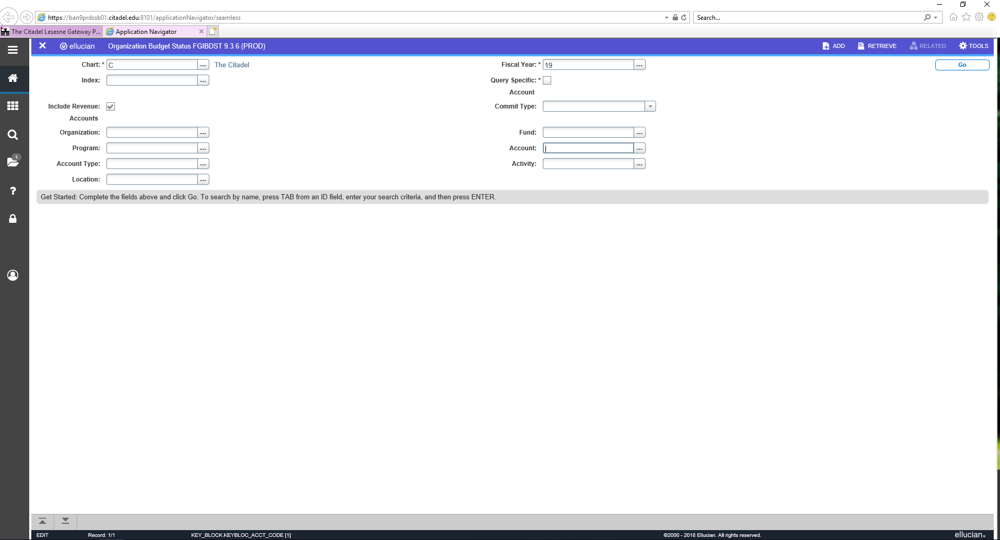 https://ban9prdssb01.citadel.edu:8101/applicationNavigator/seamless
Search...
The Citadel Lesesne Gateway P...
Application Navigator
ellucian
Organization Budget Status FGIBDST 9.3.6 (PROD)
ADD
RETRIEVE
RELATED
TOOLS
Chart: * C ... The Citadel
Fiscal Year: * 19 ...
Go
Index: ...
Query Specific: *
Account
Include Revenue:
Accounts
Commit Type:
Organization: ...
Fund: ...
Program: ...
Account: ...
Account Type: ...
Activity: ...
Location: ...
1
?
Get Started: Complete the fields above and click Go. To search by name, press TAB from an ID field, enter your search criteria, and then press ENTER.
EDIT
Record: 1/1
KEY_BLOCK.KEYBLOC_ACCT_CODE [1]
©2000 - 2018 Ellucian. All rights reserved.
ellucian.